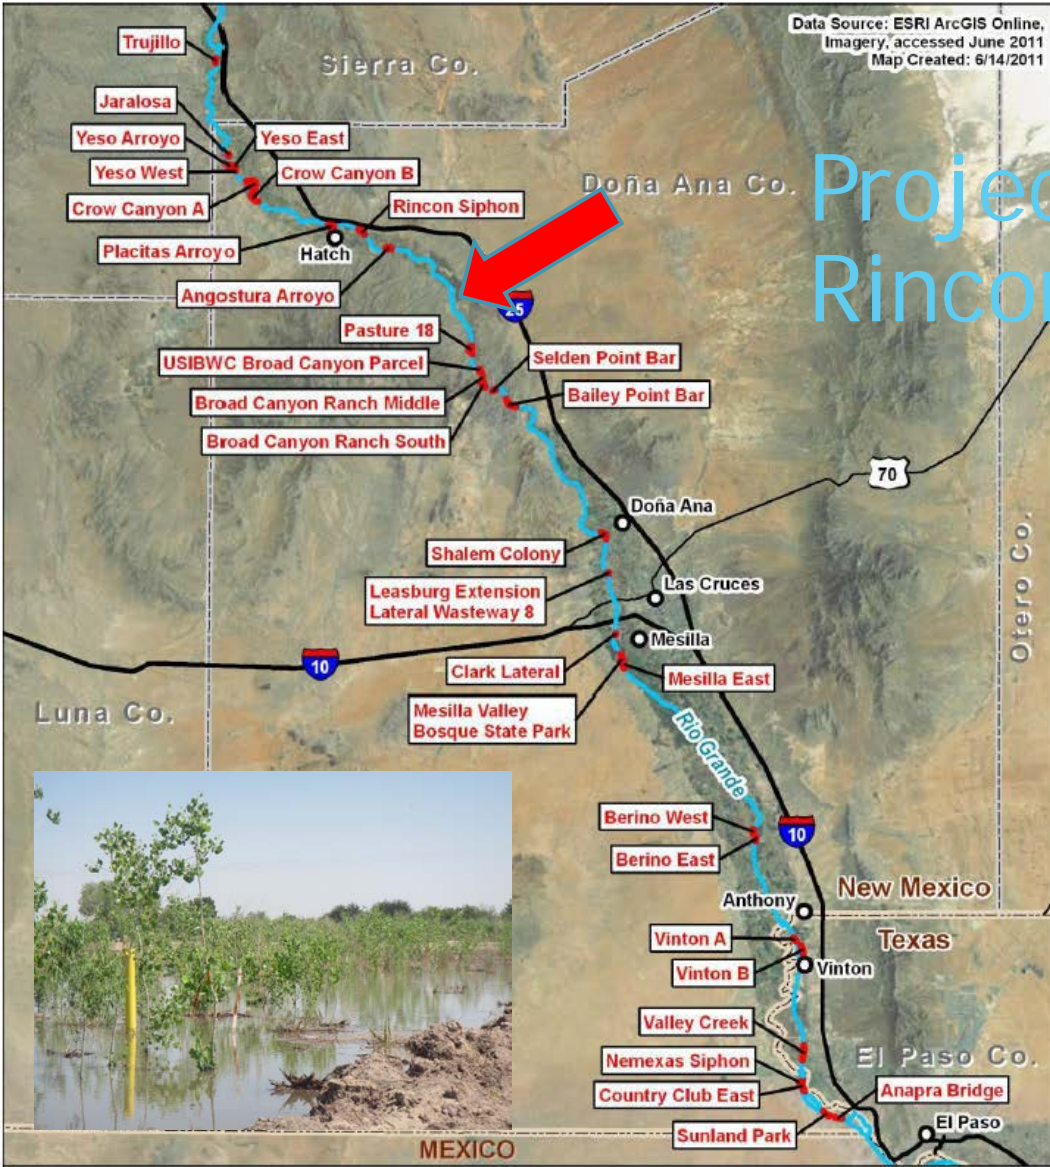 Data Source: ESRI ArcGIS Online,
Imagery, accessed June 2011
Map Created: 6/14/2011
Trujillo
Sierra Co.
Jaralosa
Yeso Arroyo
Yeso East
Yeso West
Crow Canyon B
Doña Ana Co.
Projec
Crow Canyon A
Rincon Siphon
Placitas Arroyo
Hatch
Rincon
Angostura Arroyo
25
Pasture 18
USIBWC Broad Canyon Parcel
Selden Point Bar
Broad Canyon Ranch Middle
Bailey Point Bar
Broad Canyon Ranch South
70
Doña Ana
Otero Co.
Shalem Colony
Leasburg Extension
Lateral Wasteway 8
Las Cruces
Mesilla
10
Clark Lateral
Mesilla East
Luna Co.
Mesilla Valley
Bosque State Park
Rio Grande
Berino West
10
Berino East
New Mexico
Anthony
Texas
Vinton A
Vinton B
Vinton
Valley Creek
El Paso Co.
Nemexas Siphon
Country Club East
Anapra Bridge
Sunland Park
El Paso
MEXICO